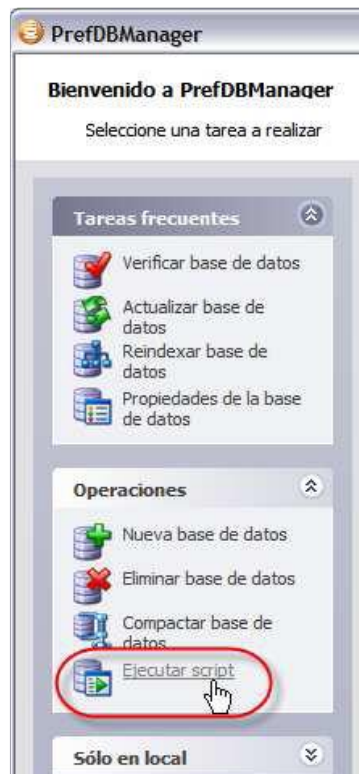 PrefDBManager
Bienvenido a PrefDBManager
Seleccione una tarea a realizar
Tareas frecuentes
Verificar base de datos
Actualizar base de
datos
Reindexar base de
datos
Propiedades de la base
de datos
Operaciones
Nueva base de datos
Eliminar base de datos
Compactar base de
datos
Ejecutar script
Sólo en local